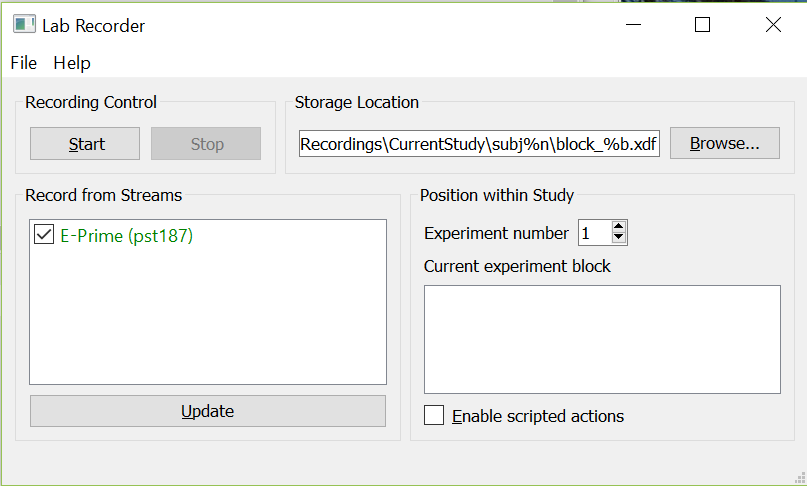 Lab Recorder
File Help
Recording Control
Start Stop
Storage Location
Recordings\CurrentStudy\subj%n\block_%b.xdf Browse...
Record from Streams
E-Prime (pst187)
Update
Position within Study
Experiment number 1
Current experiment block
Enable scripted actions